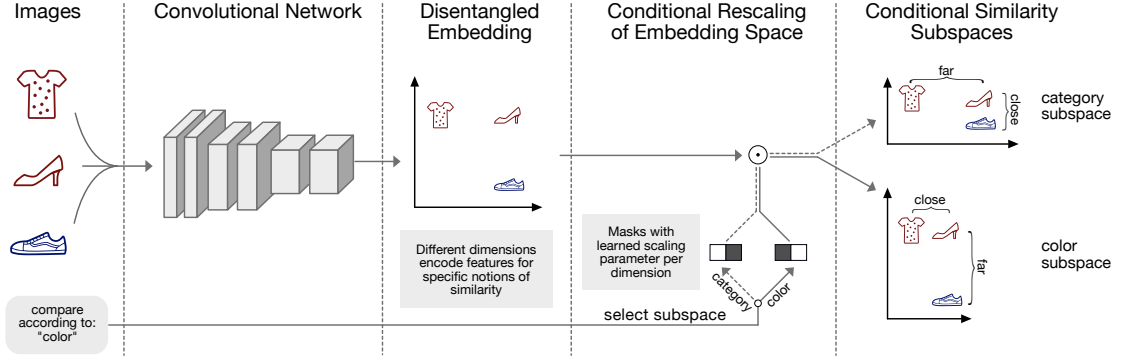 Images
Convolutional Network
Disentangled
Embedding
Conditional Rescaling
of Embedding Space
Conditional Similarity
Subspaces
far
close
category
subspace
close
far
color
subspace
Different dimensions
encode features for
specific notions of
similarity
Masks with
learned scaling
parameter per
dimension
category
color
select subspace
compare
according to:
"color"